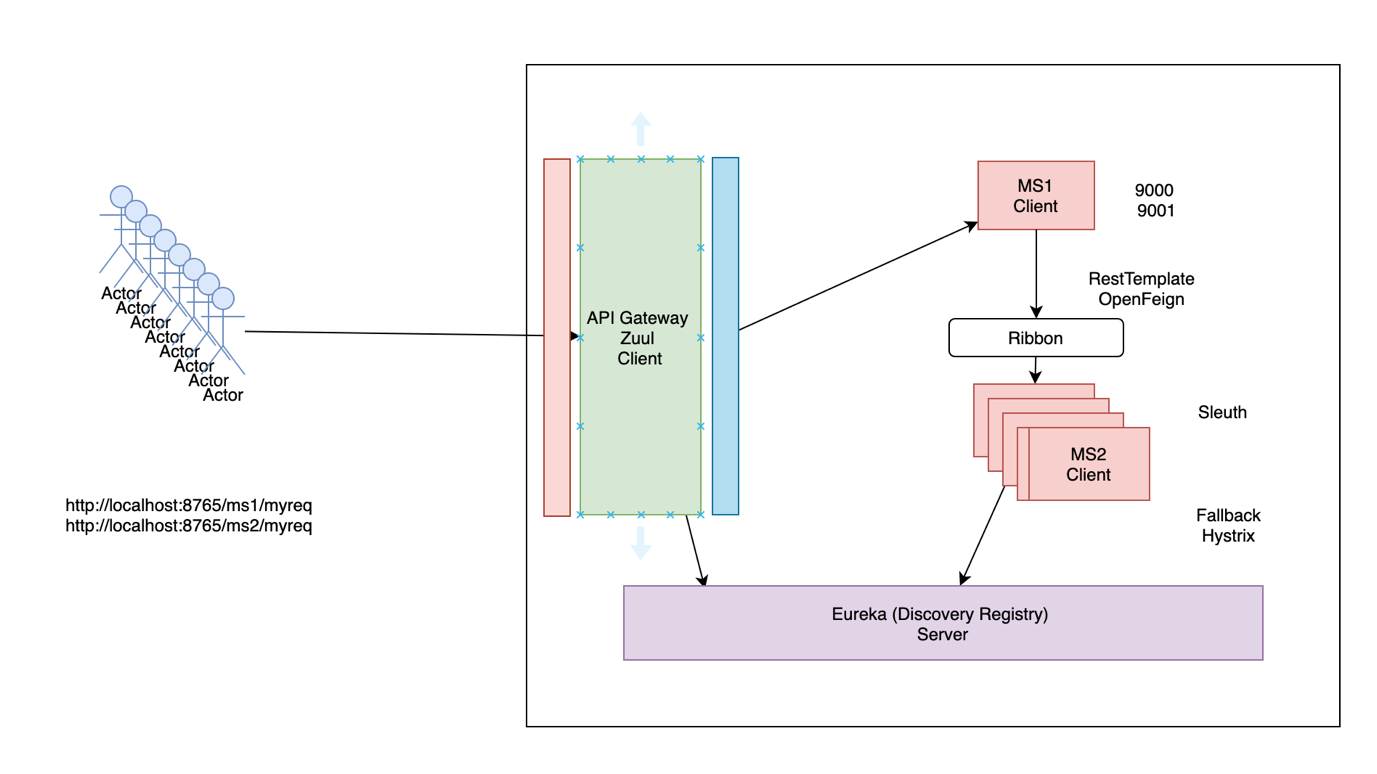 Actor
Actor
Actor
Actor
Actor
Actor
Actor
Actor
http://localhost:8765/ms1/myreq
http://localhost:8765/ms2/myreq
API Gateway
Zuul
Client
MS1
Client
9000
9001
RestTemplate
OpenFeign
Ribbon
Sleuth
MS2
Client
Fallback
Hystrix
Eureka (Discovery Registry)
Server